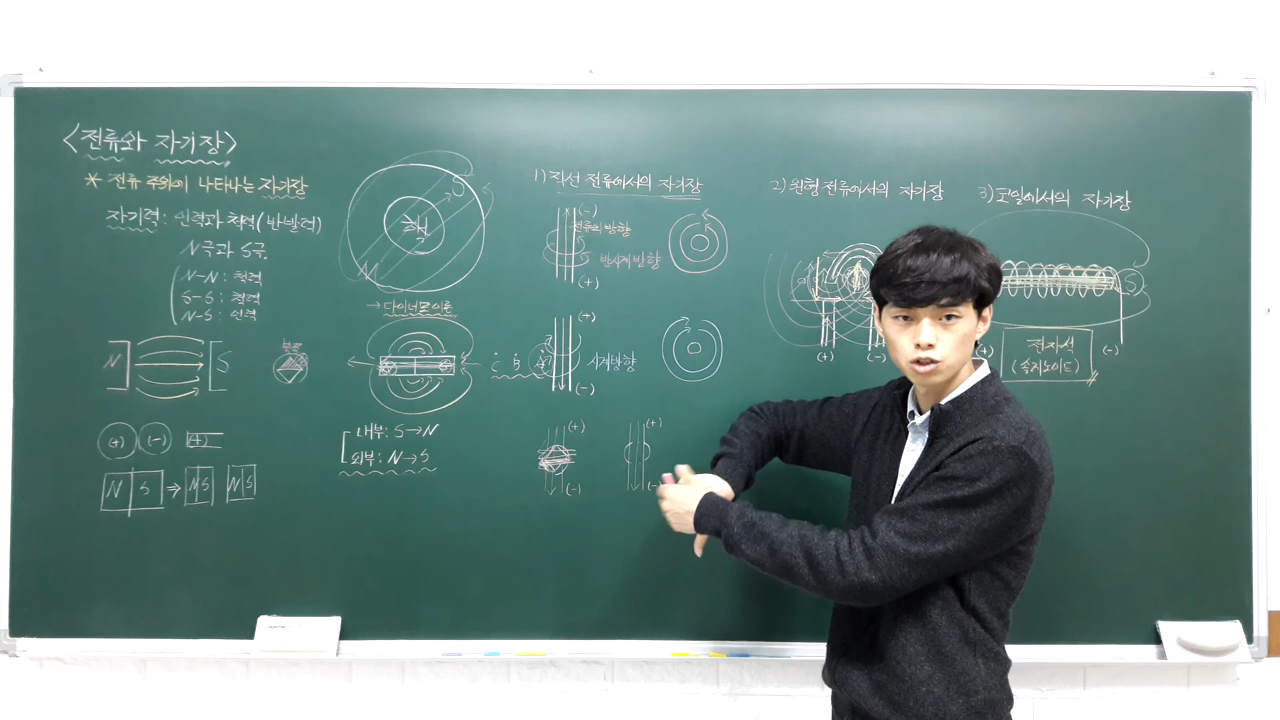 <전류와 자기장>
* 전류 주위에 나타나는 자기장
자기력: 인력과 척력(반발력)
N극과 S극.
N-N: 척력
S-S: 척력
N-S: 인력
N S
(+) (-) (+)
N S ⇒ N S N S
S
N
→ 다이너모 이론
내부: S→N
외부: N→S
1) 직선 전류에서의 자기장
(-)
전류의 방향
반시계 방향
(+)
(+)
시계방향
(-)
(+) (+)
(-) (-)
2) 원형 전류에서의 자기장
(+) (-)
3) 코일에서의 자기장
S
(+) (-)
전자석
(솔레노이드)